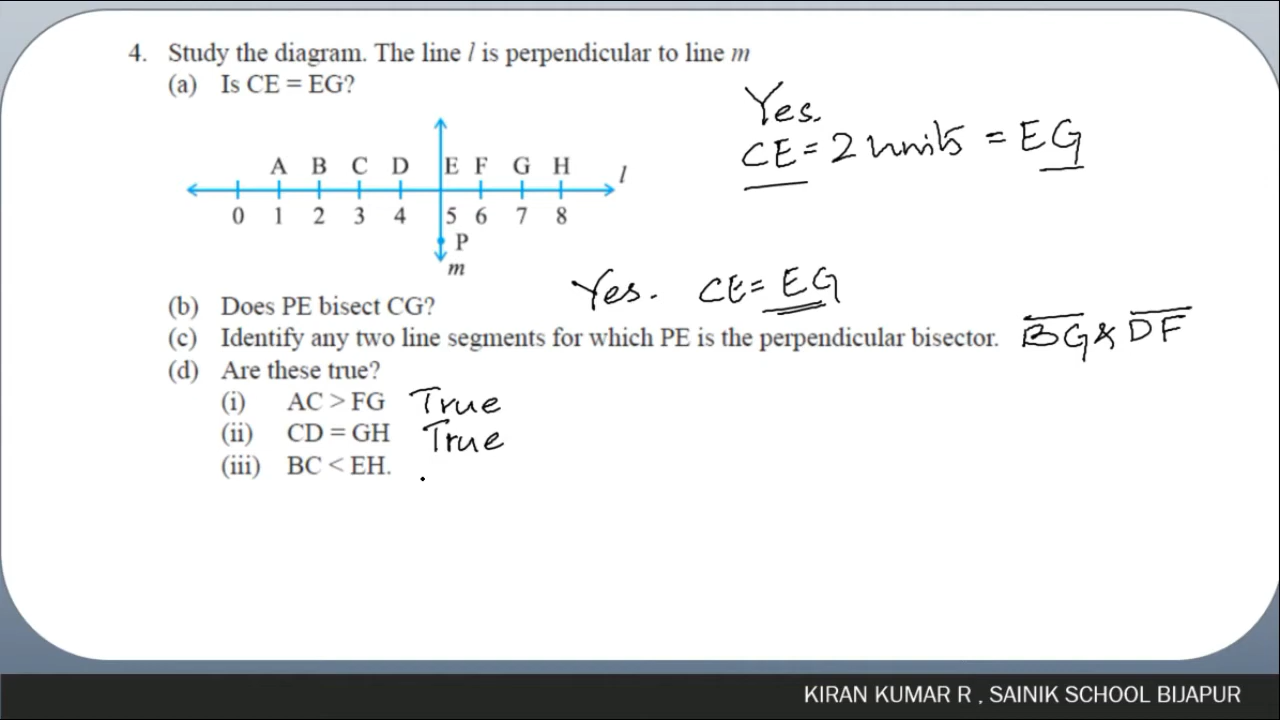 4. Study the diagram. The line l is perpendicular to line m
(a) Is CE = EG?
Yes.
CE = 2 units = EG
A B C D E F G H l
0 1 2 3 4 5 6 7 8
P
m
(b) Does PE bisect CG? Yes. CE = EG
(c) Identify any two line segments for which PE is the perpendicular bisector. BG & DF
(d) Are these true?
(i) AC > FG True
(ii) CD = GH True
(iii) BC < EH.
KIRAN KUMAR R , SAINIK SCHOOL BIJAPUR